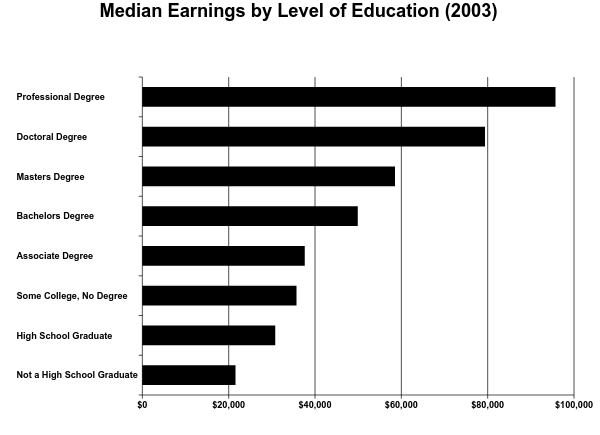 Median Earnings by Level of Education (2003)
Professional Degree
Doctoral Degree
Masters Degree
Bachelors Degree
Associate Degree
Some College, No Degree
High School Graduate
Not a High School Graduate
$0 $20,000 $40,000 $60,000 $80,000 $100,000